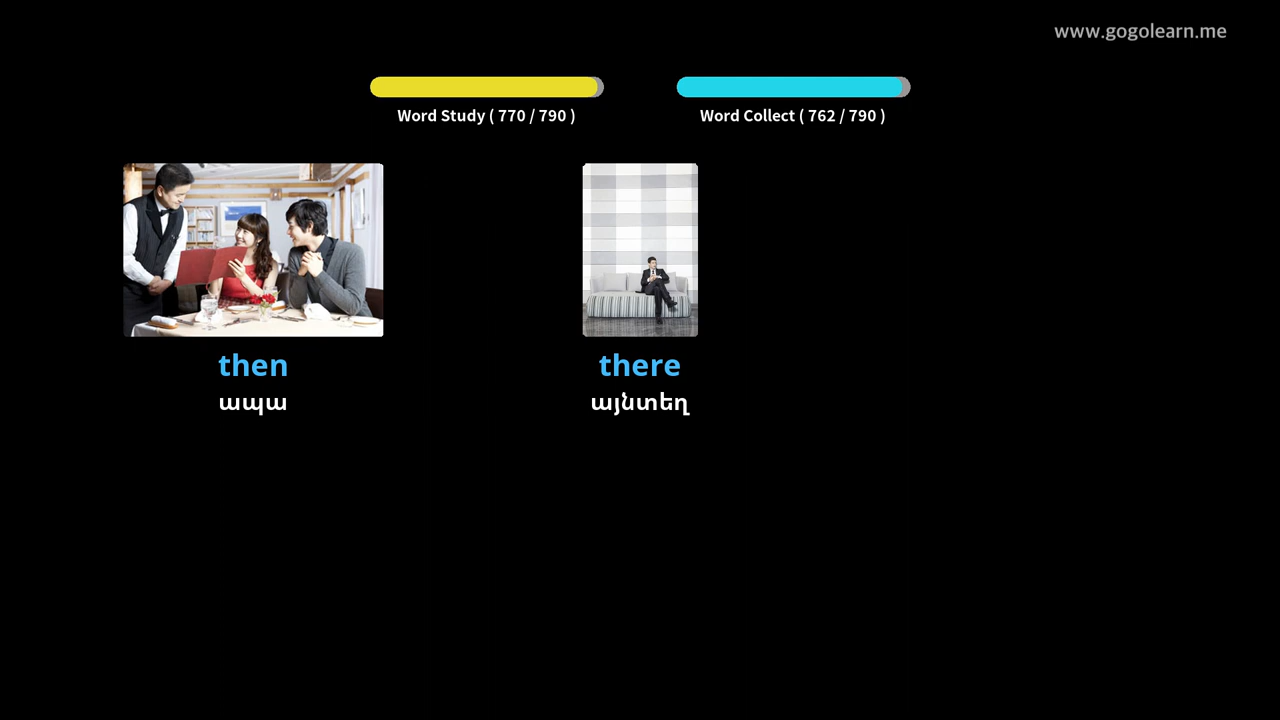 www.gogolearn.me
Word Study ( 770 / 790 )
Word Collect ( 762 / 790 )
then
ապա
there
այնտեղ